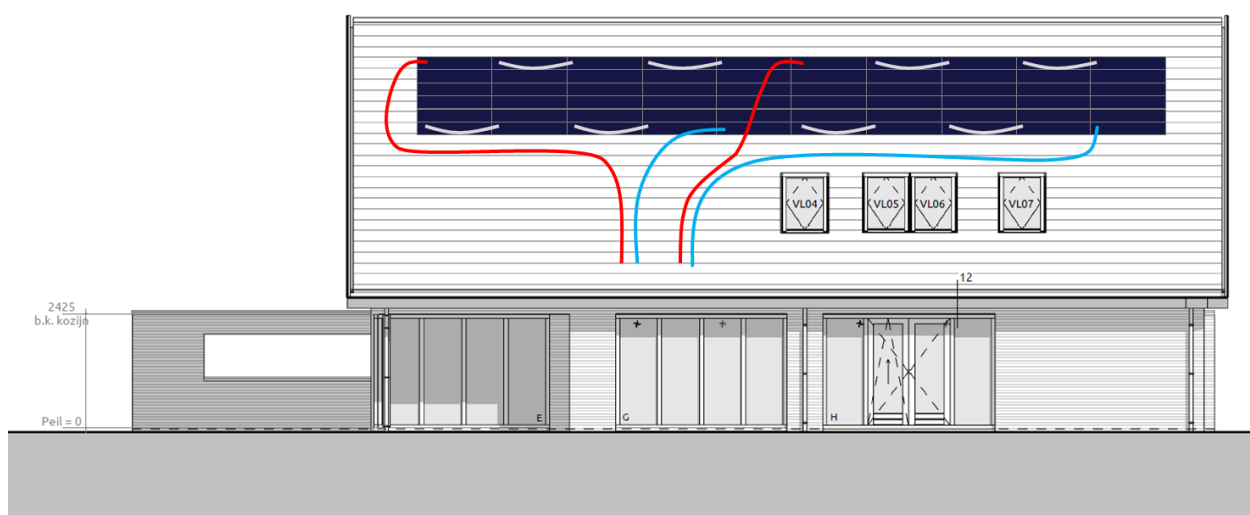 VL04
VL05
VL06
VL07
12
2425
b.k. kozijn
E
G
H
Peil = 0